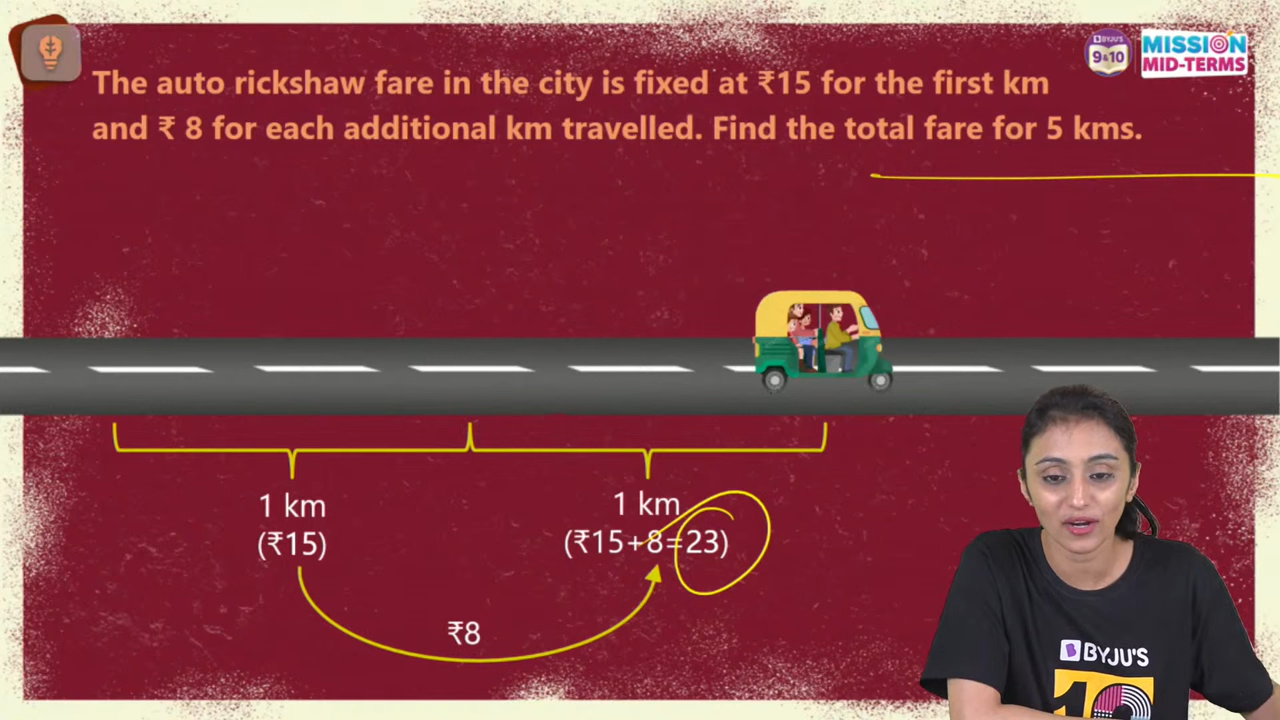 The auto rickshaw fare in the city is fixed at ₹15 for the first km
and ₹ 8 for each additional km travelled. Find the total fare for 5 kms.
BYJU'S
9&10
MISSION
MID-TERMS
1 km
(₹15)
1 km
(₹15+8=23)
₹8
BYJU'S
10